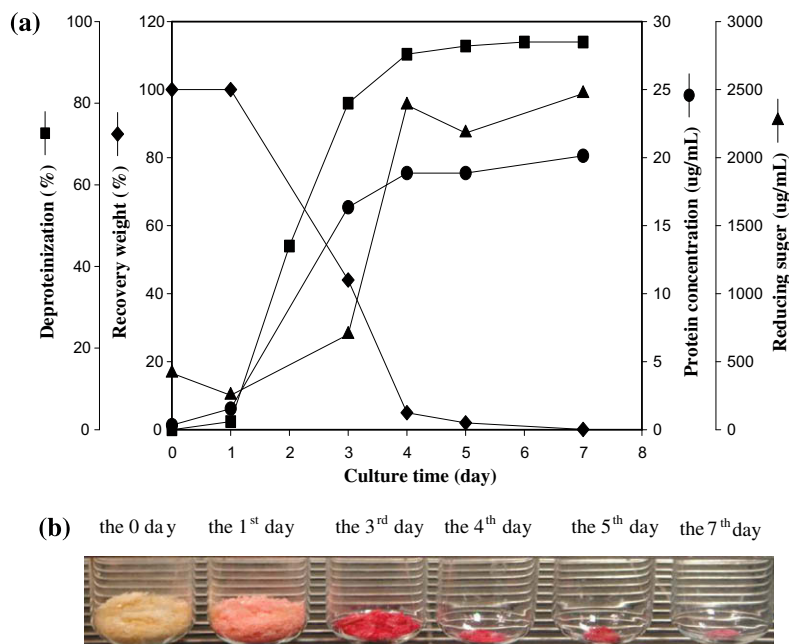 (a)
100 120 30 3000
80 100 25 2500
60 80 20 2000
60 15 1500
40 40 10 1000
20 20 5 500
0 0 0 0
Deproteinization (%)
Recovery weight (%)
Protein concentration (ug/mL)
Reducing suger (ug/mL)
0 1 2 3 4 5 6 7 8
Culture time (day)
(b) the 0 day the 1st day the 3rd day the 4th day the 5th day the 7th day